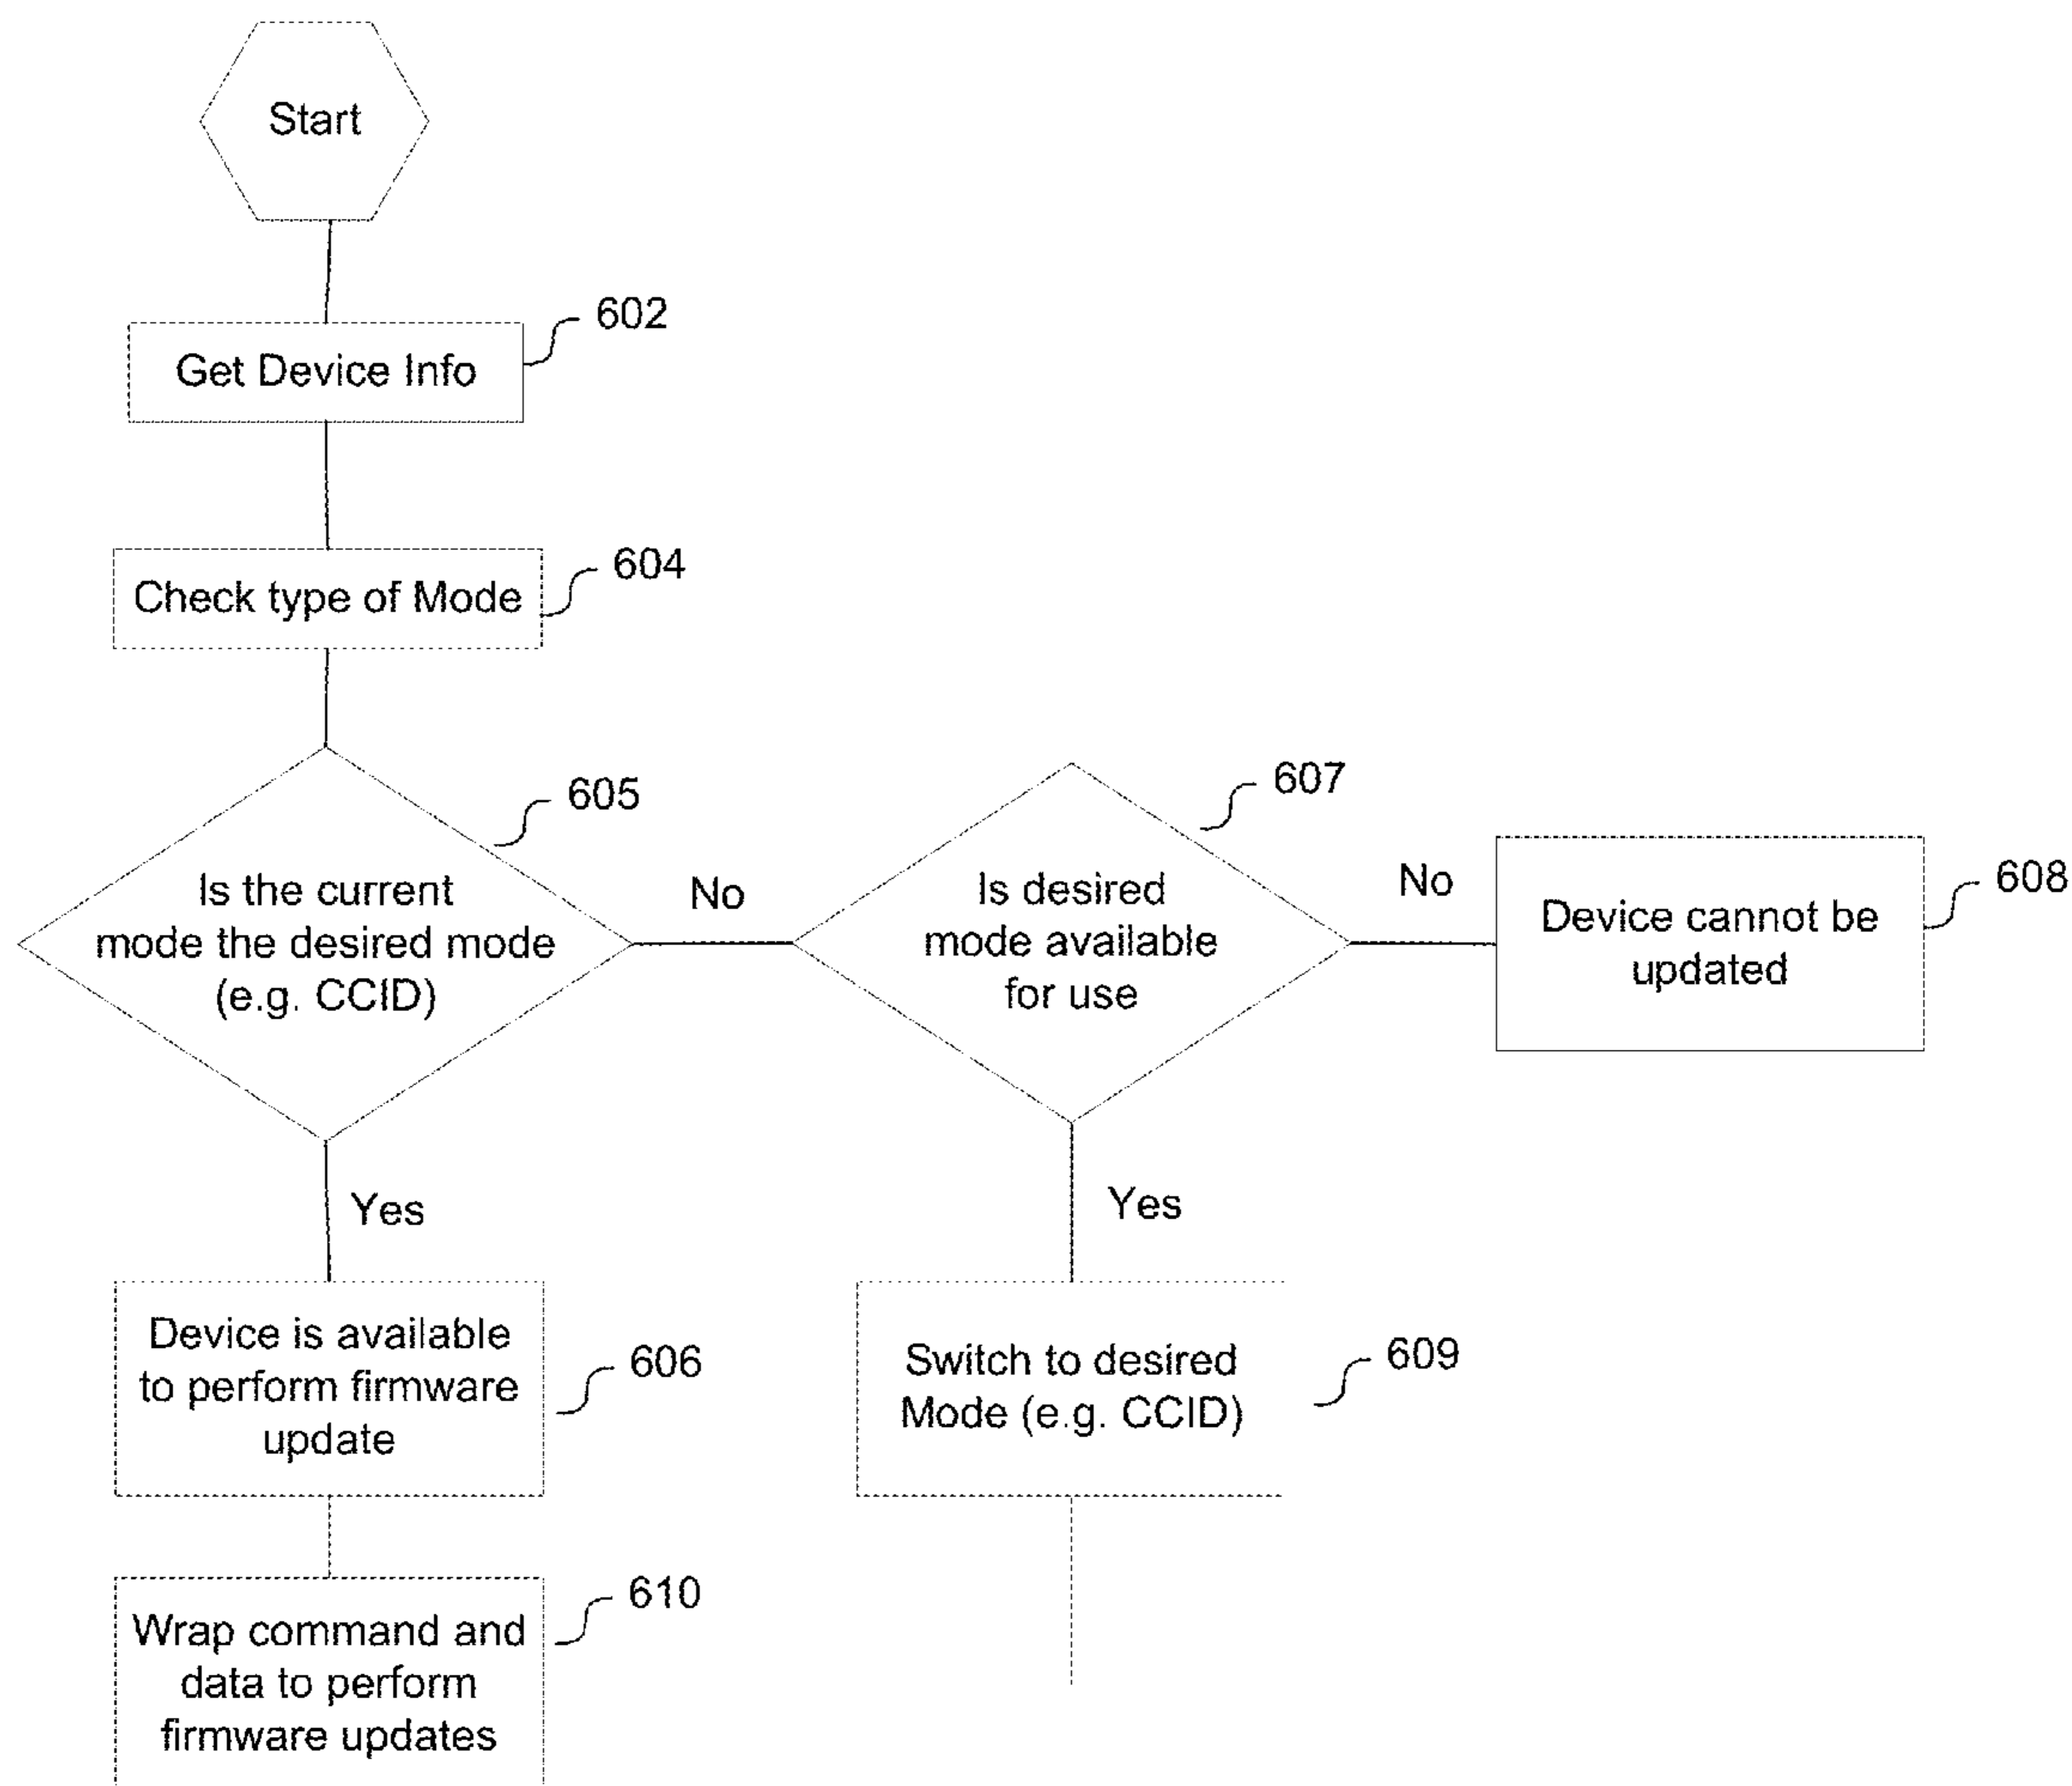 Start
602
Get Device Info
604
Check type of Mode
605
Is the current
mode the desired mode
(e.g. CCID)
No
607
Is desired
mode available
for use
No
608
Device cannot be
updated
Yes
Yes
606
Device is available
to perform firmware
update
609
Switch to desired
Mode (e.g. CCID)
610
Wrap command and
data to perform
firmware updates